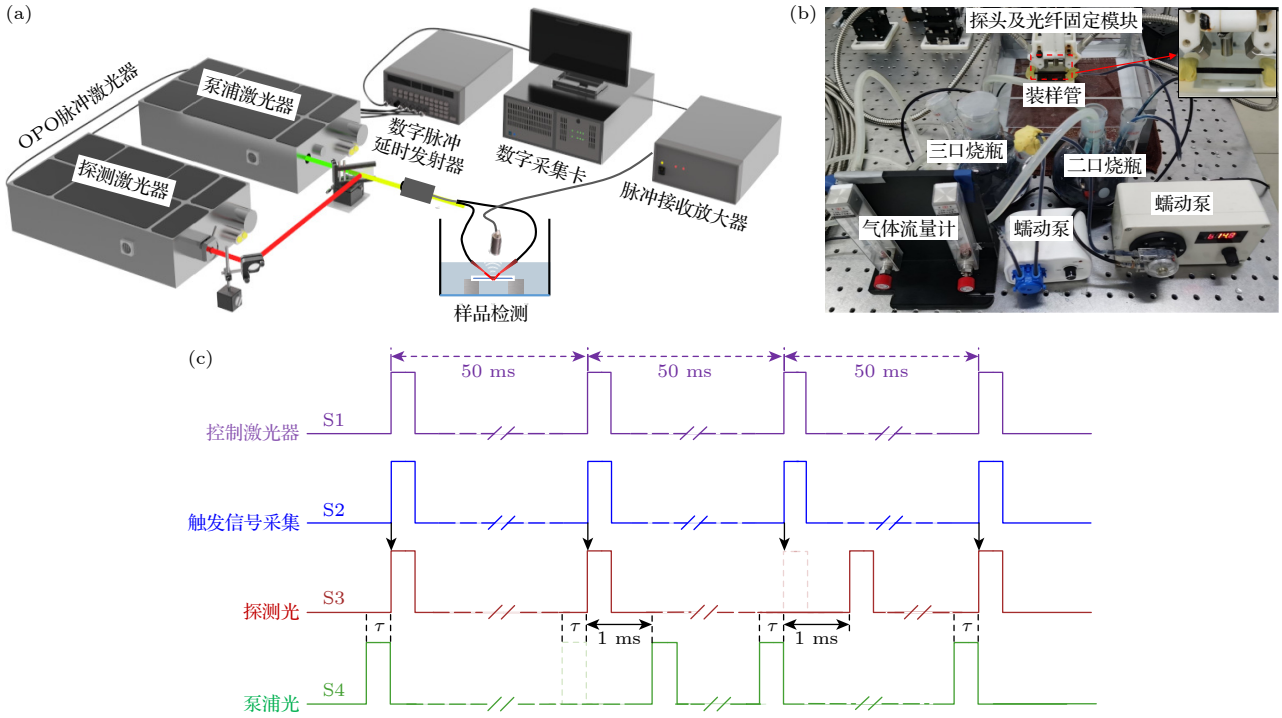 (a)
OPO脉冲激光器
泵浦激光器
探测激光器
数字脉冲
延时发射器
数字采集卡
脉冲接收放大器
样品检测
(b)
探头及光纤固定模块
装样管
三口烧瓶
二口烧瓶
气体流量计
蠕动泵
蠕动泵
(c)
50 ms
50 ms
50 ms
控制激光器
S1
触发信号采集
S2
探测光
S3
τ
τ
1 ms
τ
1 ms
τ
泵浦光
S4